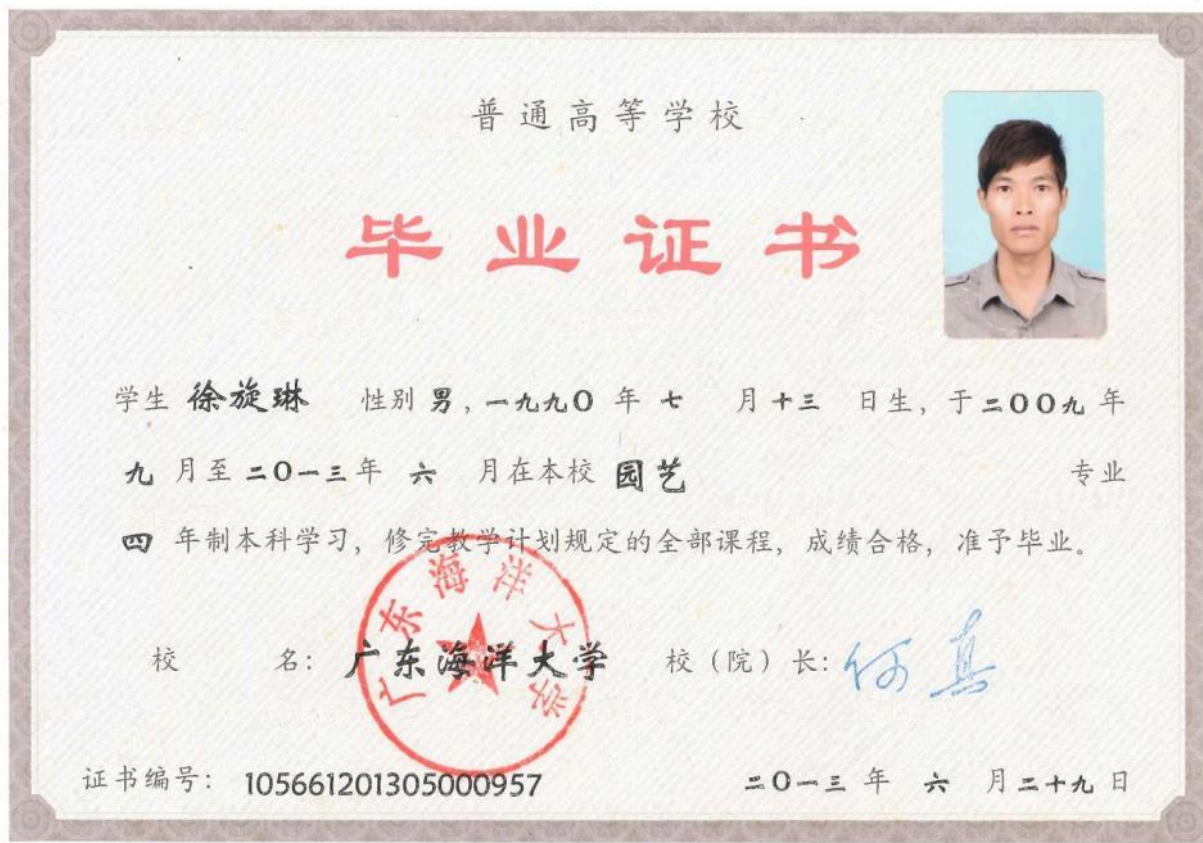 普通高等学校
毕业证书
学生 徐旋琳 性别 男，一九九〇 年 七 月 十三 日生，于 二〇〇九 年
九 月至 二〇一三 年 六 月在本校 园艺 专业
四 年制本科学习，修完教学计划规定的全部课程，成绩合格，准予毕业。
广东海洋大学
校 名： 广东海洋大学 校（院）长：何真
证书编号： 105661201305000957 二〇一三 年 六 月 二十九 日